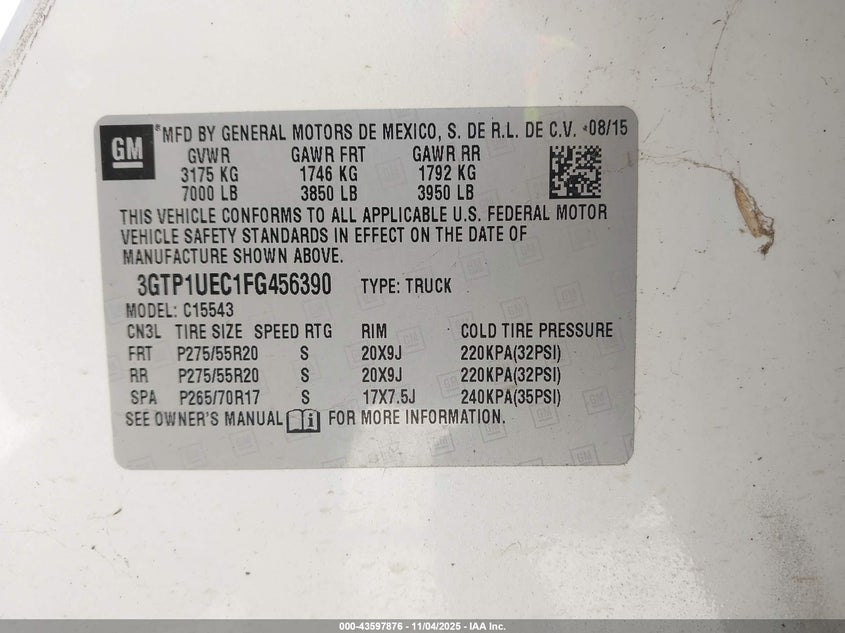 GM
®MFD BY GENERAL MOTORS DE MEXICO, S. DE R.L. DE C.V. 08/15
GVWR GAWR FRT GAWR RR
3175 KG 1746 KG 1792 KG
7000 LB 3850 LB 3950 LB
THIS VEHICLE CONFORMS TO ALL APPLICABLE U.S. FEDERAL MOTOR
VEHICLE SAFETY STANDARDS IN EFFECT ON THE DATE OF
MANUFACTURE SHOWN ABOVE.
3GTP1UEC1FG456390 TYPE: TRUCK
MODEL: C15543
CN3L TIRE SIZE SPEED RTG RIM COLD TIRE PRESSURE
FRT P275/55R20 S 20X9J 220KPA(32PSI)
RR P275/55R20 S 20X9J 220KPA(32PSI)
SPA P265/70R17 S 17X7.5J 240KPA(35PSI)
SEE OWNER'S MANUAL FOR MORE INFORMATION.
000-43597876 - 11/04/2025 - IAA Inc.